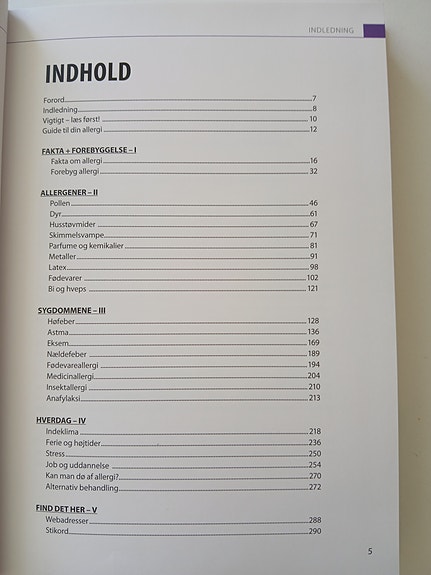 INDLEDNING
INDHOLD
Forord 7
Indledning 8
Vigtigt – læs først! 10
Guide til din allergi 12
FAKTA + FOREBYGGELSE – I
Fakta om allergi 16
Forebyg allergi 32
ALLERGENER – II
Pollen 46
Dyr 61
Husstøvmider 67
Skimmelsvampe 71
Parfume og kemikalier 81
Metaller 91
Latex 98
Fødevarer 102
Bi og hveps 121
SYGDOMMENE – III
Høfeber 128
Astma 136
Eksem 169
Nældefeber 189
Fødevareallergi 194
Medicinallergi 204
Insektallergi 210
Anafylaksi 213
HVERDAG – IV
Indeklima 218
Ferie og højtider 236
Stress 250
Job og uddannelse 254
Kan man dø af allergi? 270
Alternativ behandling 272
FIND DET HER – V
Webadresser 288
Stikord 290
5